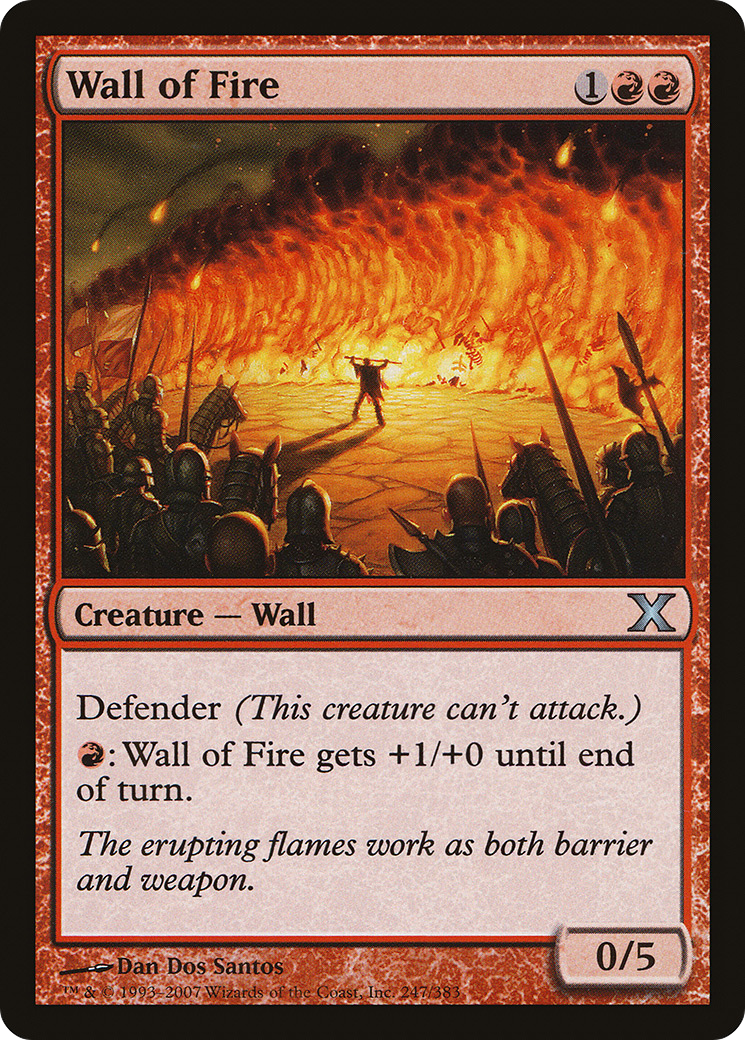 Wall of Fire 1
Creature — Wall
Defender (This creature can't attack.)
: Wall of Fire gets +1/+0 until end
of turn.
The erupting flames work as both barrier
and weapon.
0/5
Dan Dos Santos
™ & © 1993–2007 Wizards of the Coast, Inc. 247/383